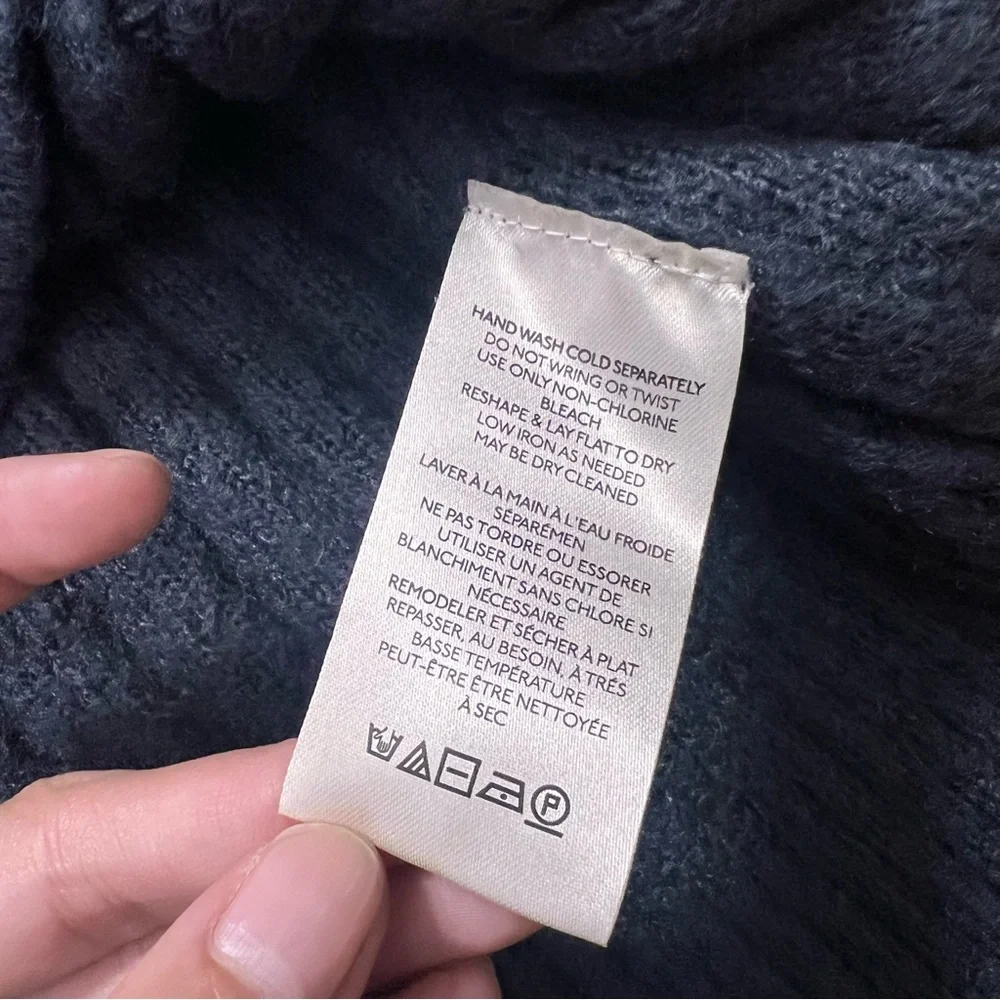 HAND WASH COLD SEPARATELY
DO NOT WRING OR TWIST
USE ONLY NON-CHLORINE
BLEACH
RESHAPE & LAY FLAT TO DRY
LOW IRON AS NEEDED
MAY BE DRY CLEANED
LAVER À LA MAIN À L'EAU FROIDE
SÉPARÉMEN
NE PAS TORDRE OU ESSORER
UTILISER UN AGENT DE
BLANCHIMENT SANS CHLORE SI
NÉCESSAIRE
REMODELER ET SÉCHER À PLAT
REPASSER, AU BESOIN, À TRÉS
BASSE TEMPÉRATURE
PEUT-ÊTRE ÊTRE NETTOYÉE
À SEC
P